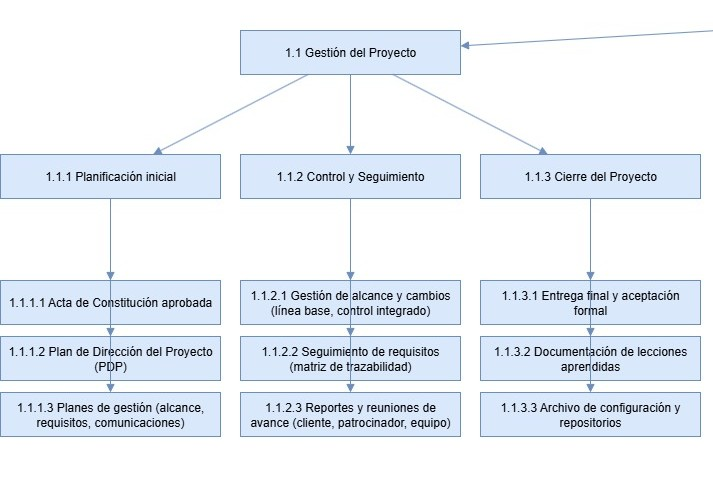 1.1 Gestión del Proyecto
1.1.1 Planificación inicial
1.1.2 Control y Seguimiento
1.1.3 Cierre del Proyecto
1.1.1.1 Acta de Constitución aprobada
1.1.2.1 Gestión de alcance y cambios
(línea base, control integrado)
1.1.3.1 Entrega final y aceptación
formal
1.1.1.2 Plan de Dirección del Proyecto
(PDP)
1.1.2.2 Seguimiento de requisitos
(matriz de trazabilidad)
1.1.3.2 Documentación de lecciones
aprendidas
1.1.1.3 Planes de gestión (alcance,
requisitos, comunicaciones)
1.1.2.3 Reportes y reuniones de
avance (cliente, patrocinador, equipo)
1.1.3.3 Archivo de configuración y
repositorios